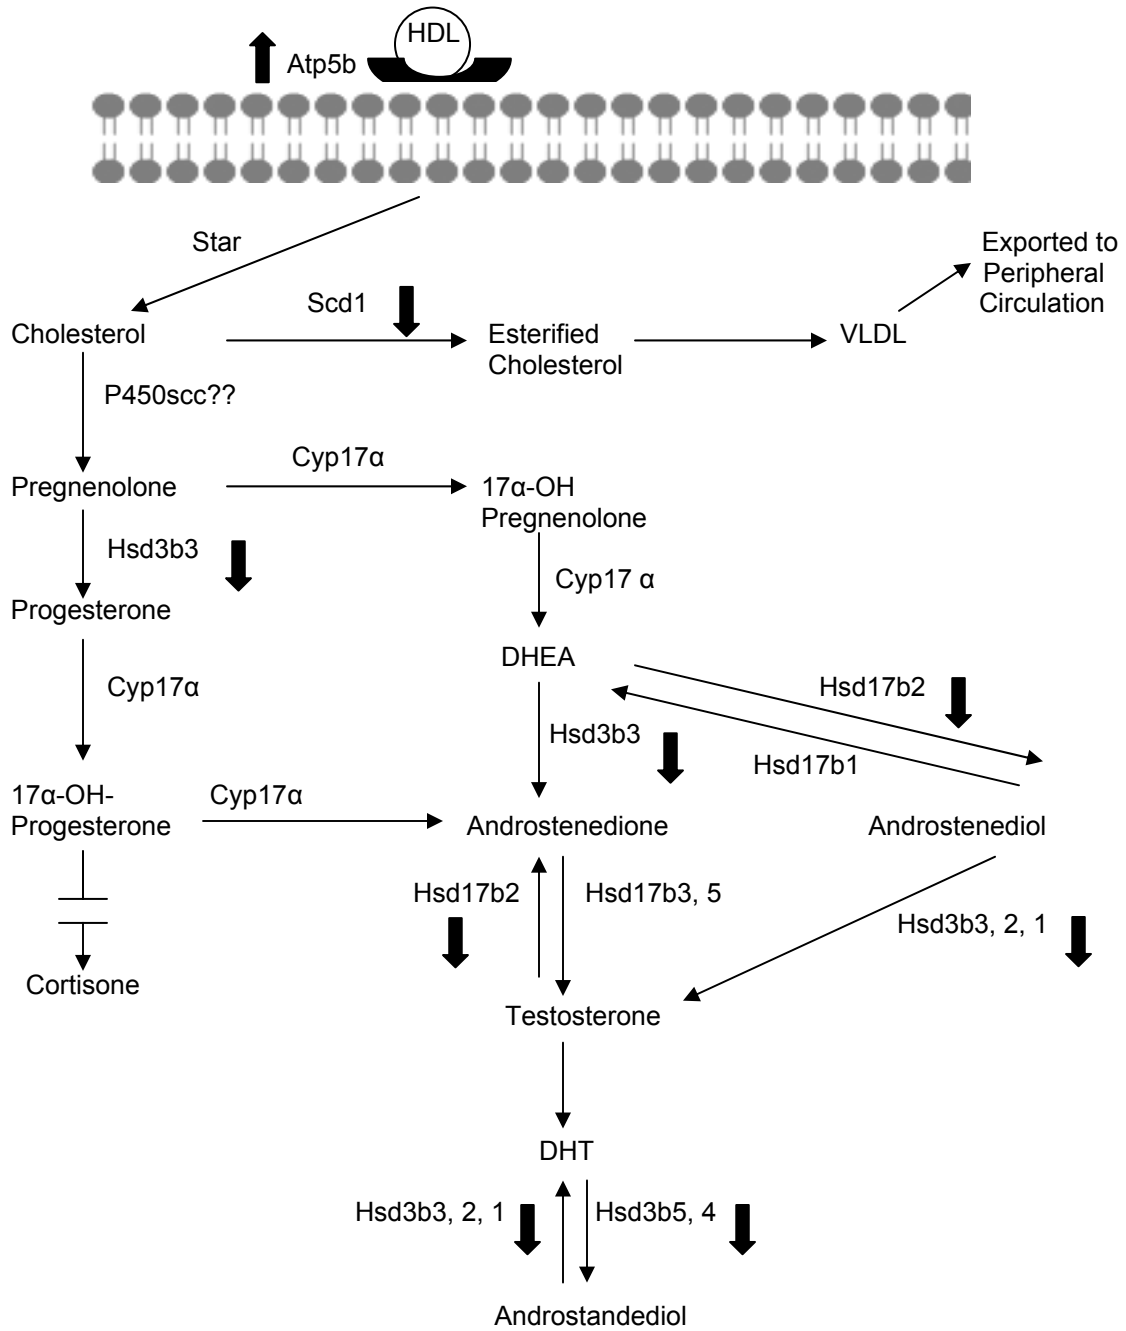 HDL
Atp5b
Star
Exported to
Peripheral
Circulation
Scd1
Cholesterol
Esterified
Cholesterol
VLDL
P450scc??
Cyp17α
Pregnenolone
17α-OH
Pregnenolone
Hsd3b3
Cyp17 α
Progesterone
DHEA
Cyp17α
Hsd17b2
Hsd3b3
Hsd17b1
17α-OH-
Progesterone
Cyp17α
Androstenedione
Androstenediol
Hsd17b2
Hsd17b3, 5
Hsd3b3, 2, 1
Cortisone
Testosterone
DHT
Hsd3b3, 2, 1
Hsd3b5, 4
Androstandediol